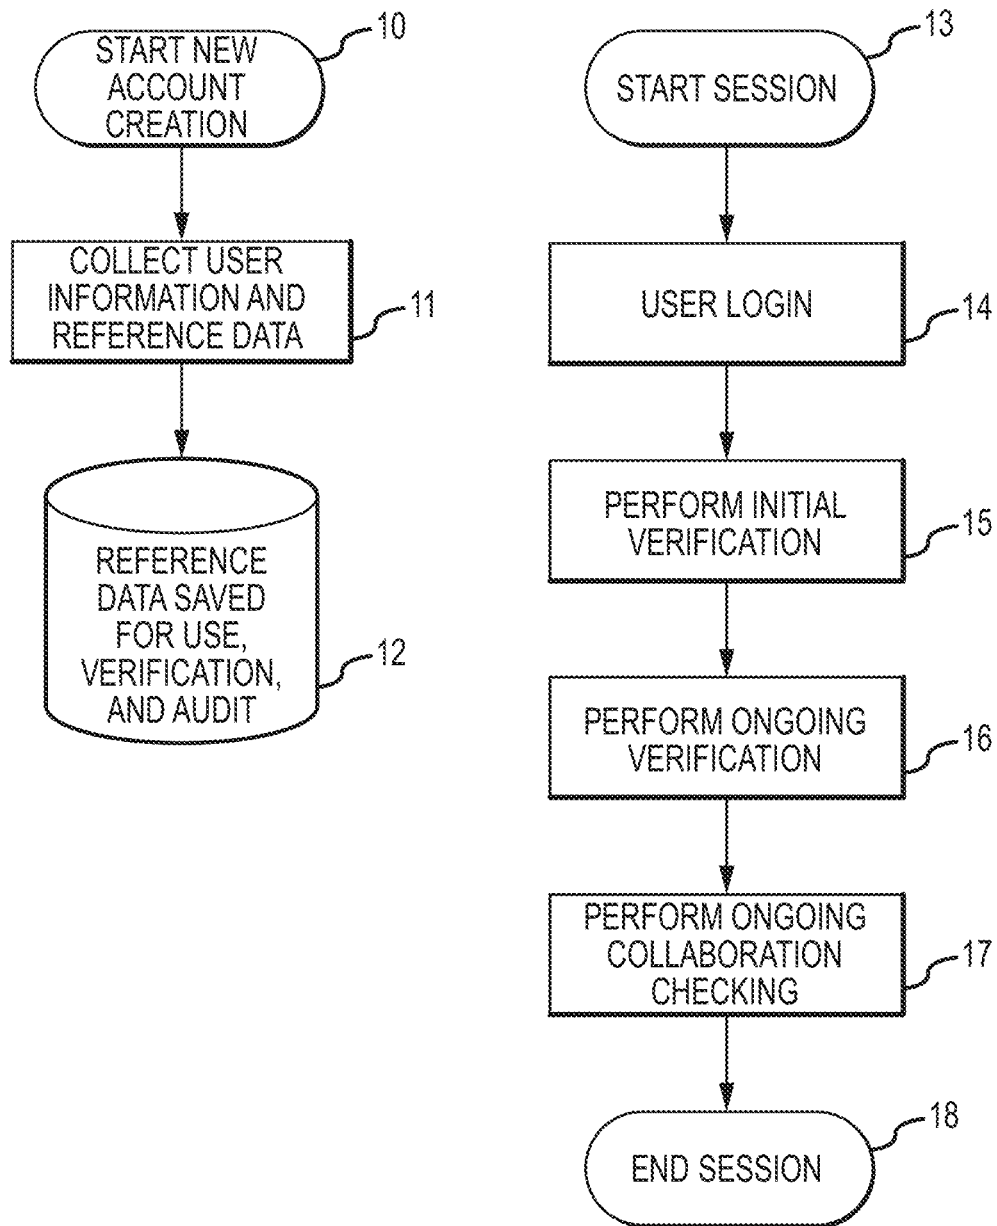 START NEW
ACCOUNT
CREATION
10
COLLECT USER
INFORMATION AND
REFERENCE DATA
11
REFERENCE
DATA SAVED
FOR USE,
VERIFICATION,
AND AUDIT
12
START SESSION
13
USER LOGIN
14
PERFORM INITIAL
VERIFICATION
15
PERFORM ONGOING
VERIFICATION
16
PERFORM ONGOING
COLLABORATION
CHECKING
17
END SESSION
18